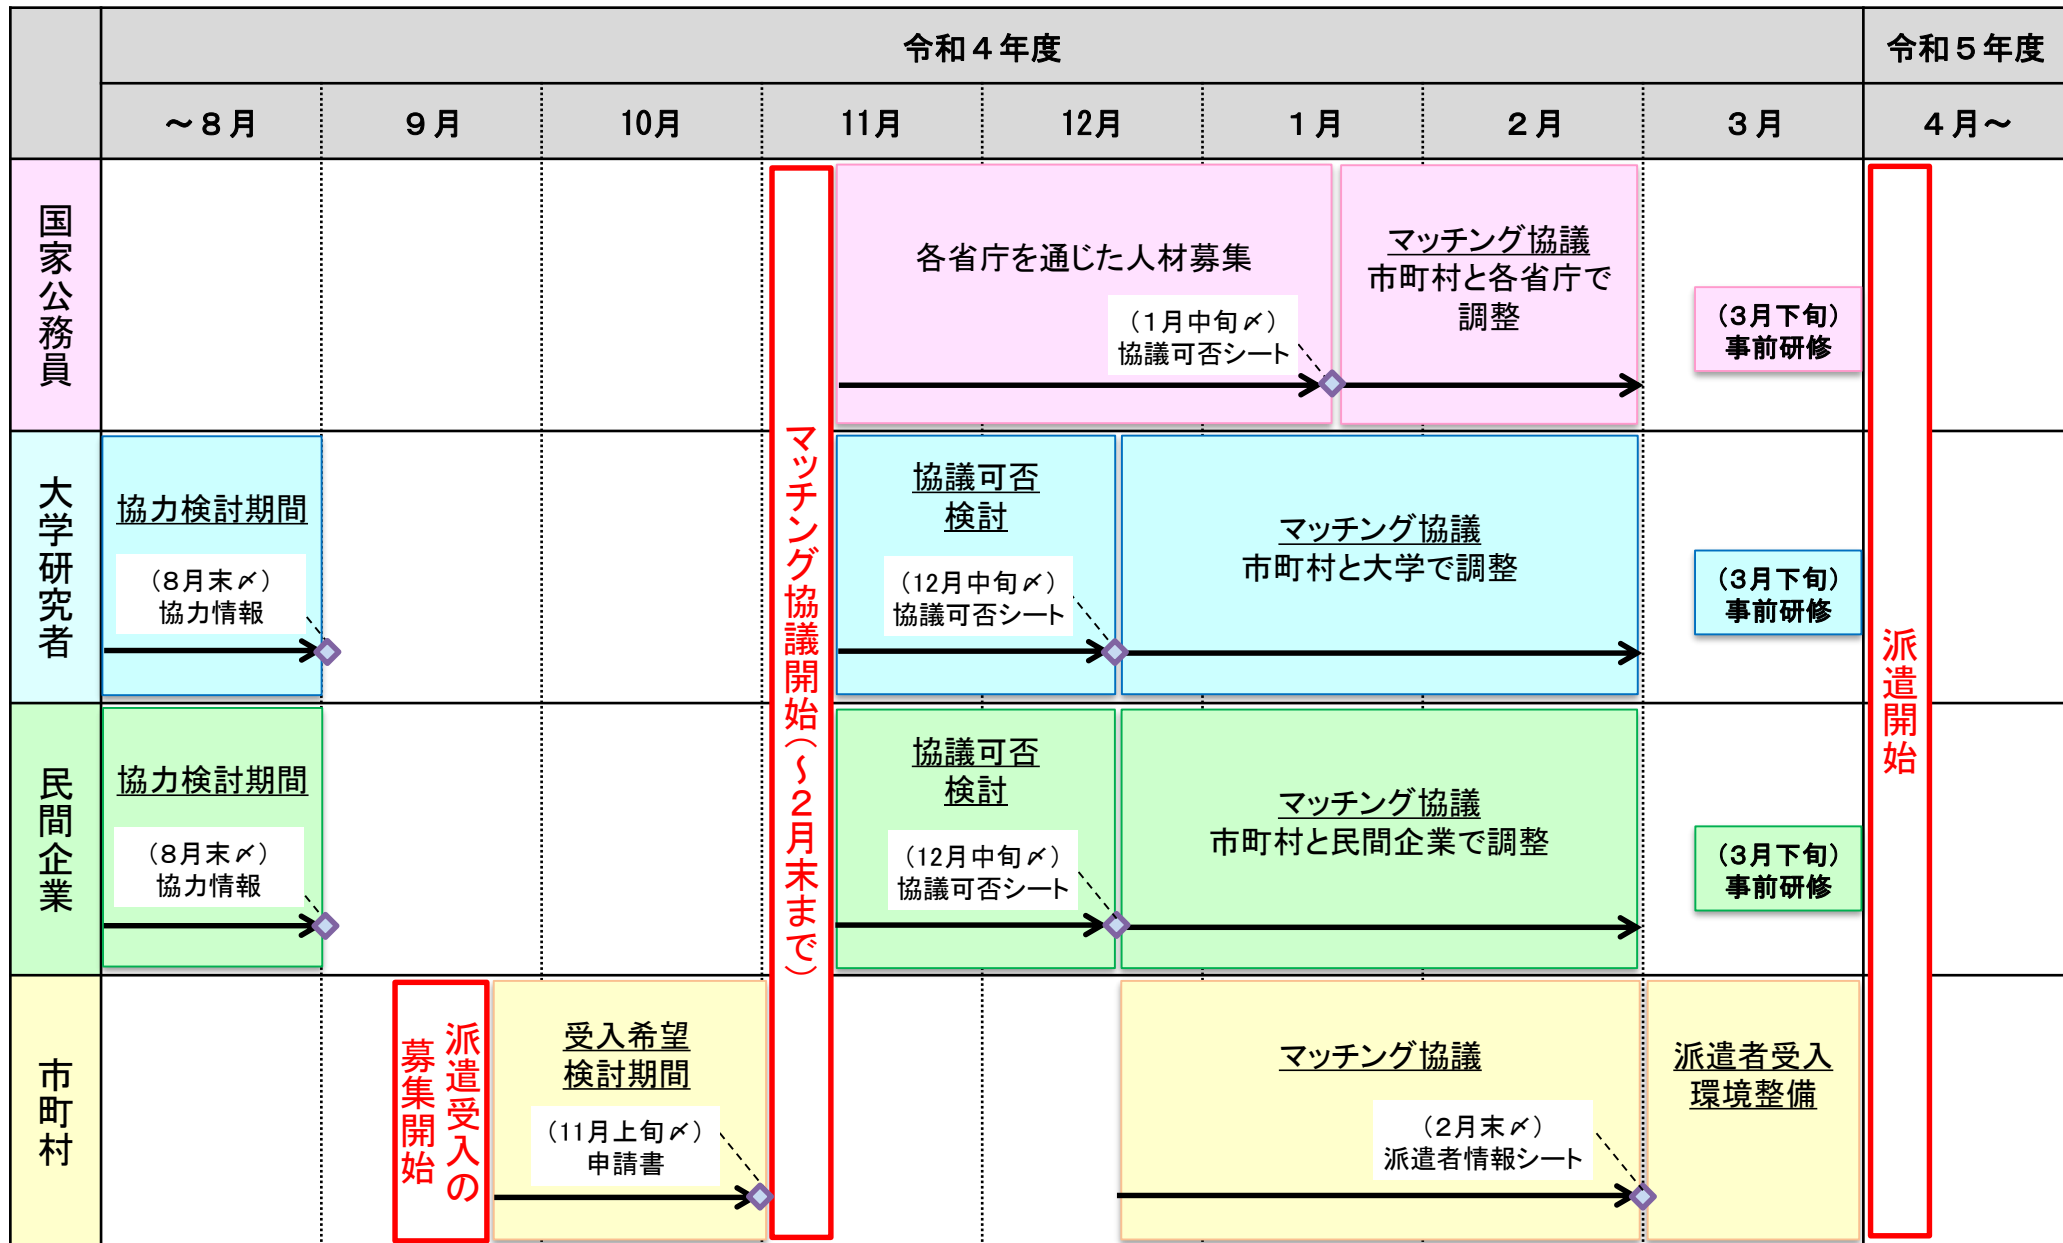 令和４年度
令和５年度
～８月
９月
10月
11月
12月
１月
２月
３月
４月～
国家公務員
各省庁を通じた人材募集
（１月中旬〆）
協議可否シート
マッチング協議
市町村と各省庁で
調整
（３月下旬）
事前研修
大学研究者
協力検討期間
（８月末〆）
協力情報
マッチング協議開始（～２月末まで）
協議可否
検討
（12月中旬〆）
協議可否シート
マッチング協議
市町村と大学で調整
（３月下旬）
事前研修
派遣開始
民間企業
協力検討期間
（８月末〆）
協力情報
協議可否
検討
（12月中旬〆）
協議可否シート
マッチング協議
市町村と民間企業で調整
（３月下旬）
事前研修
市町村
派遣受入の
募集開始
受入希望
検討期間
（11月上旬〆）
申請書
マッチング協議
（２月末〆）
派遣者情報シート
派遣者受入
環境整備